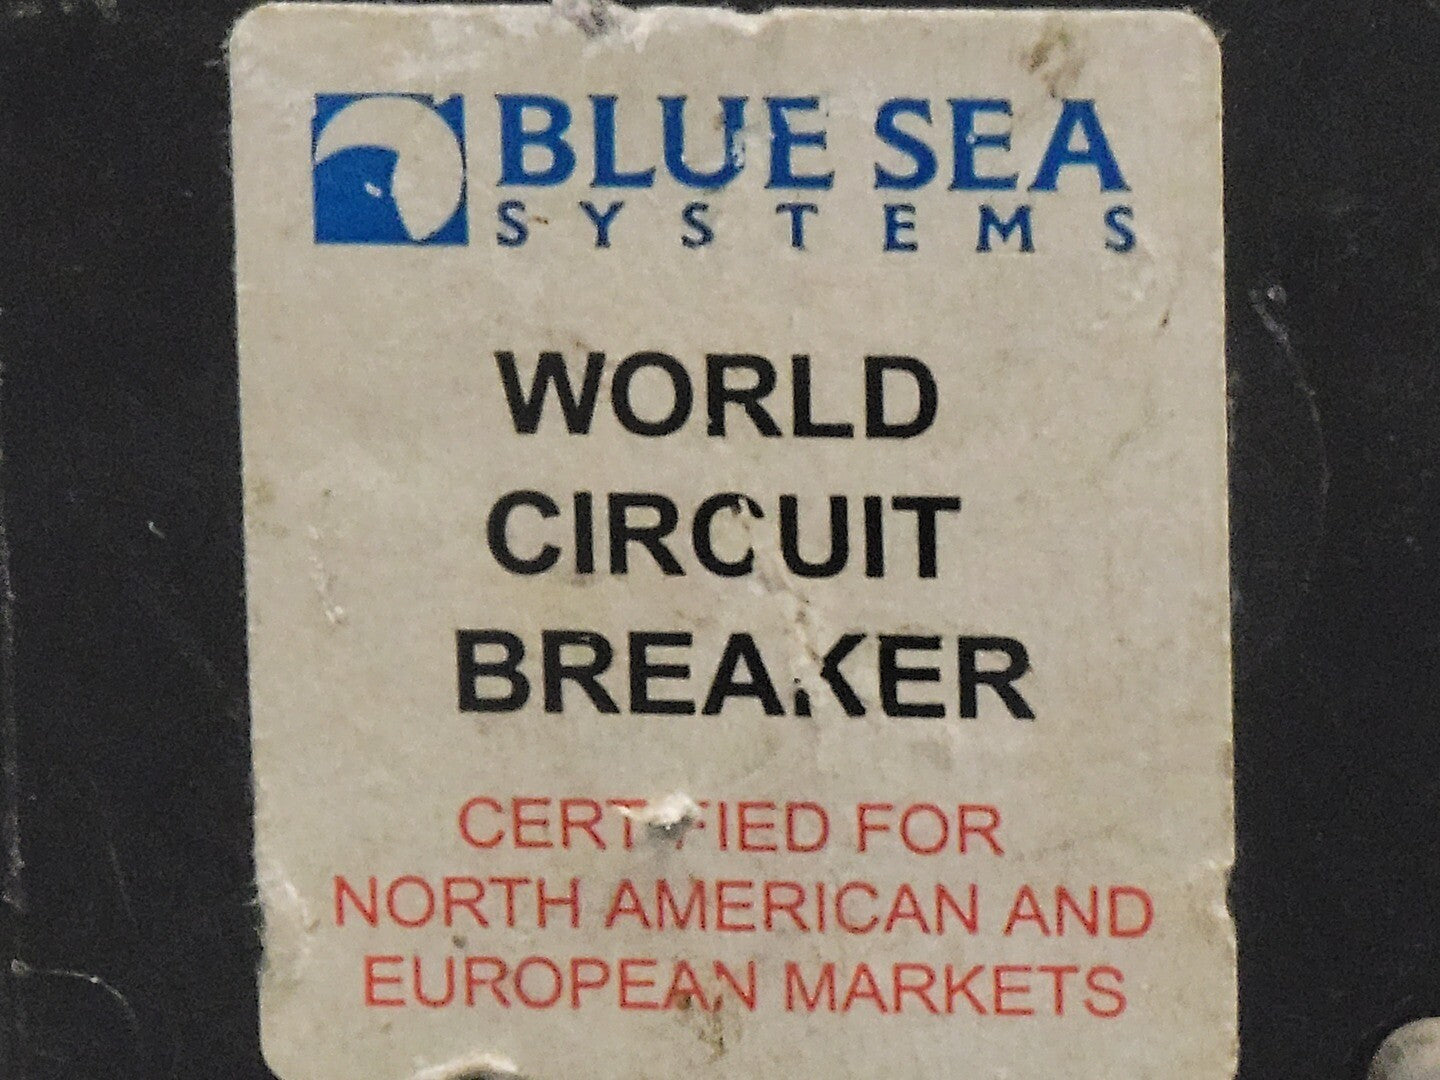 BLUE SEA
SYSTEMS
WORLD
CIRCUIT
BREAKER
CERTIFIED FOR
NORTH AMERICAN AND
EUROPEAN MARKETS